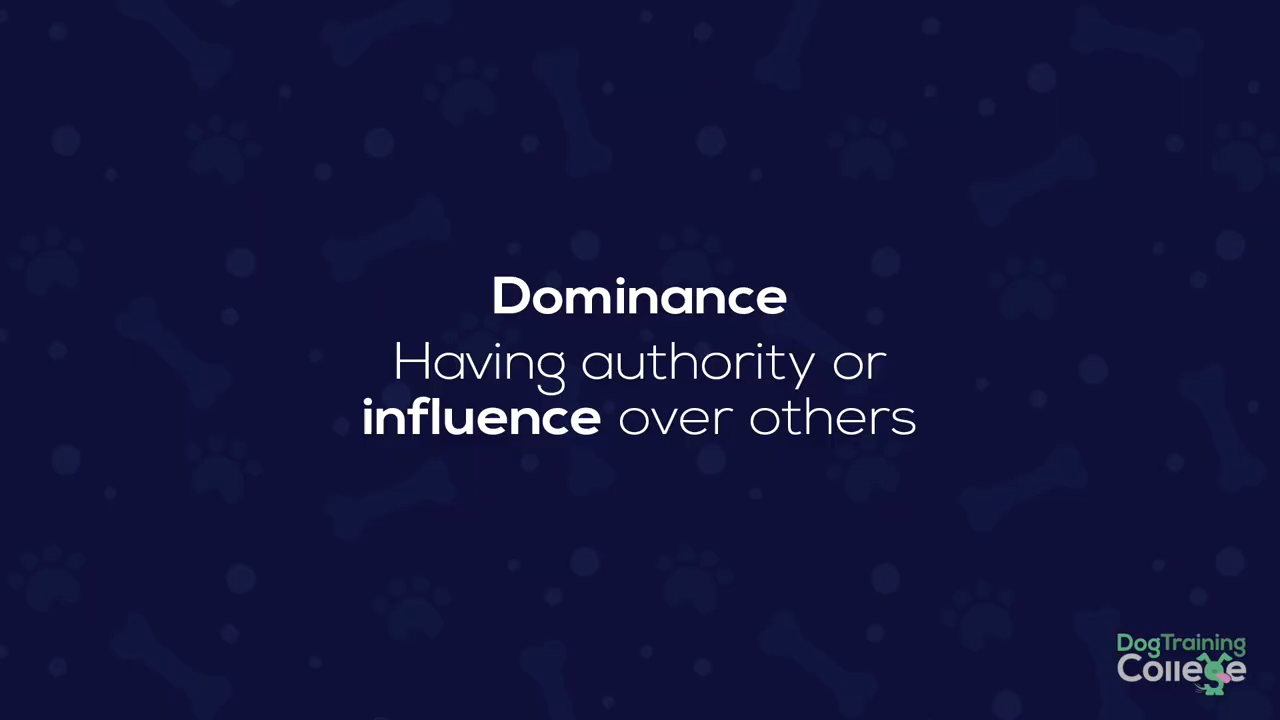 Dominance
Having authority or
influence over others
DogTraining
College